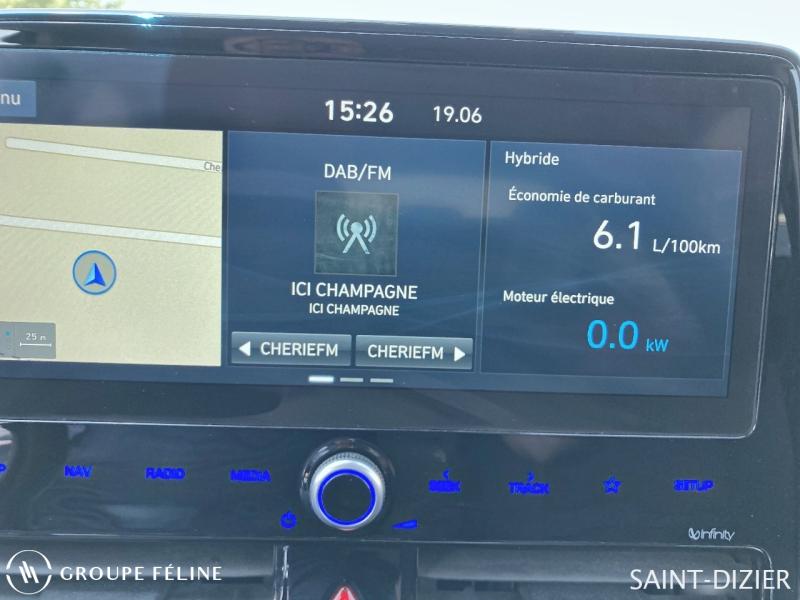 nu
15:26 19.06
Che
25 m
DAB/FM
ICI CHAMPAGNE
ICI CHAMPAGNE
CHERIEFM CHERIEFM
Hybride
Économie de carburant
6.1 L/100km
Moteur électrique
0.0 kW
P NAV RADIO MEDIA SEEK TRACK SETUP
infinity
GROUPE FÉLINE
SAINT-DIZIER